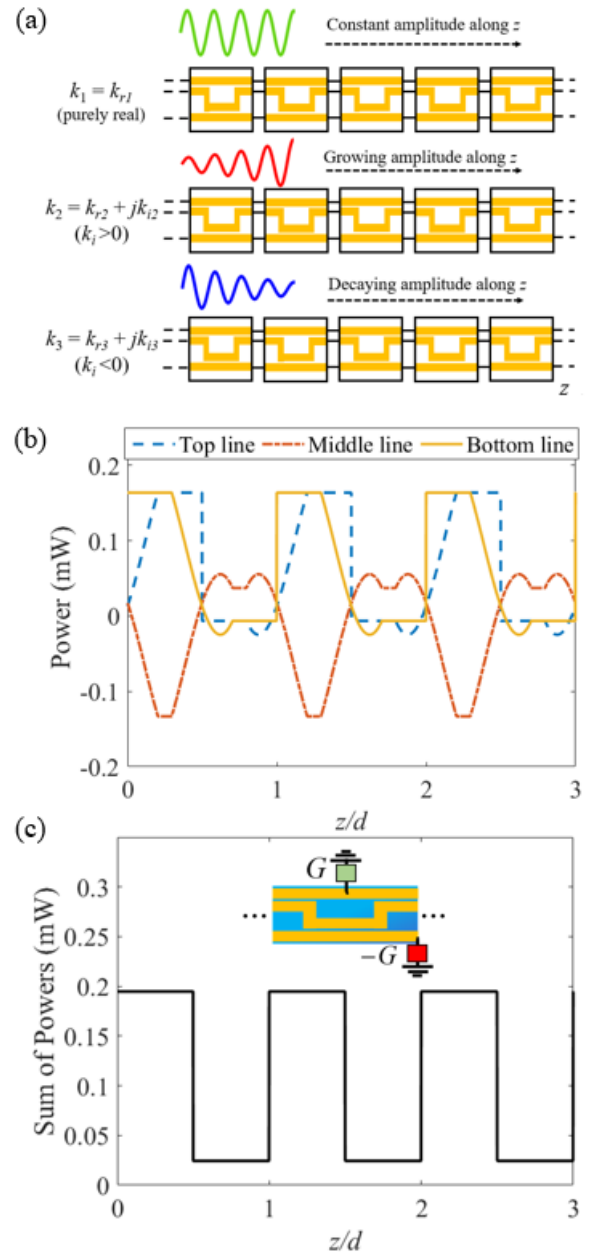 (a)
Constant amplitude along z
k1 = kr1
(purely real)
Growing amplitude along z
k2 = kr2 + jki2
(ki>0)
Decaying amplitude along z
k3 = kr3 + jki3
(ki<0)
z
(b)
Top line Middle line Bottom line
0.2
0.1
0
-0.1
-0.2
Power (mW)
0 1 2 3
z/d
(c)
G
−G
0.3
0.25
0.2
0.15
0.1
0.05
0
Sum of Powers (mW)
0 1 2 3
z/d